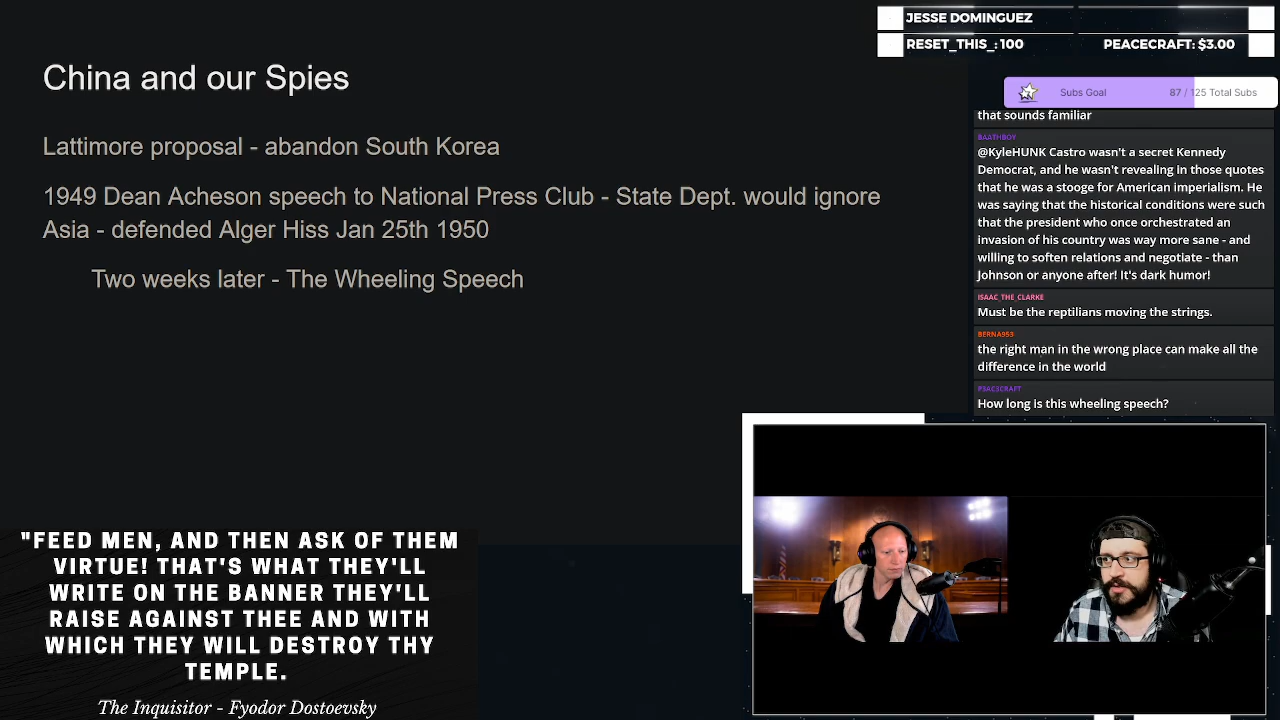 China and our Spies
Lattimore proposal - abandon South Korea
1949 Dean Acheson speech to National Press Club - State Dept. would ignore
Asia - defended Alger Hiss Jan 25th 1950
Two weeks later - The Wheeling Speech
"FEED MEN, AND THEN ASK OF THEM
VIRTUE! THAT'S WHAT THEY'LL
WRITE ON THE BANNER THEY'LL
RAISE AGAINST THEE AND WITH
WHICH THEY WILL DESTROY THY
TEMPLE.
The Inquisitor - Fyodor Dostoevsky
JESSE DOMINGUEZ
RESET_THIS_: 100 PEACECRAFT: $3.00
Subs Goal 87 / 125 Total Subs
that sounds familiar
BAATHBOY
@KyleHUNK Castro wasn't a secret Kennedy
Democrat, and he wasn't revealing in those quotes
that he was a stooge for American imperialism. He
was saying that the historical conditions were such
that the president who once orchestrated an
invasion of his country was way more sane - and
willing to soften relations and negotiate - than
Johnson or anyone after! It's dark humor!
ISAAC_THE_CLARKE
Must be the reptilians moving the strings.
BERNA953
the right man in the wrong place can make all the
difference in the world
P3AC3CRAFT
How long is this wheeling speech?